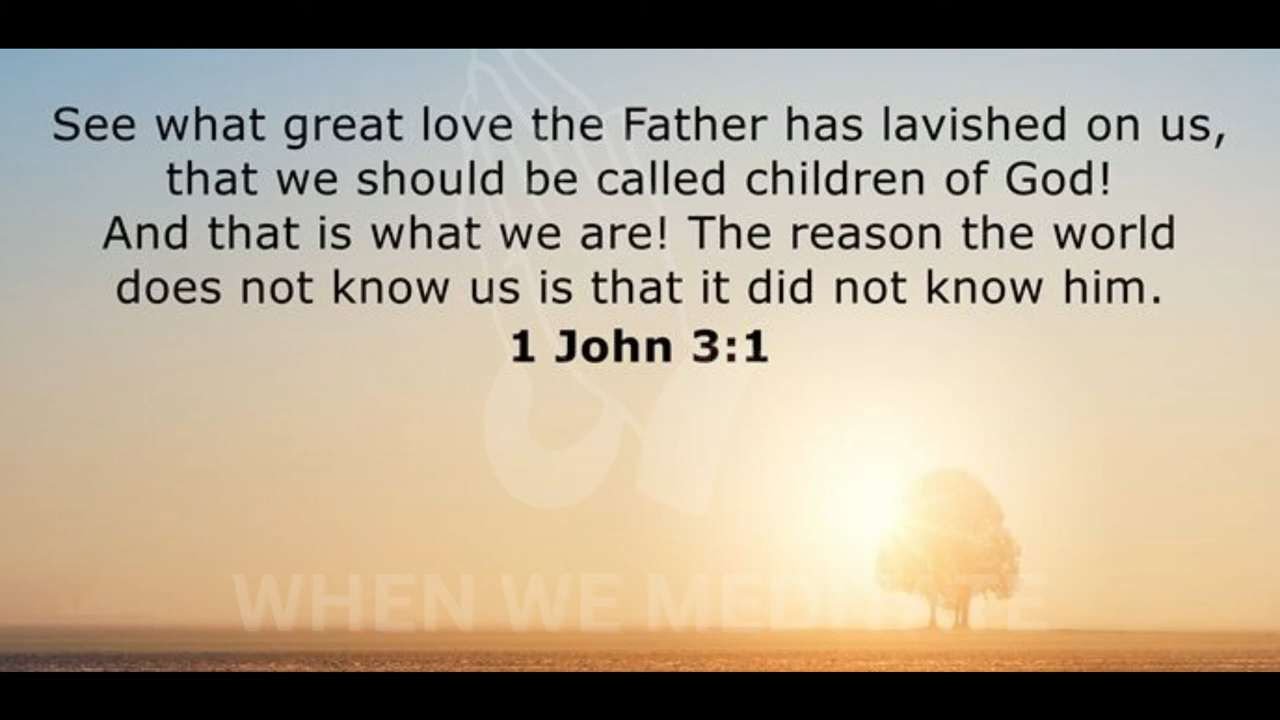 See what great love the Father has lavished on us,
that we should be called children of God!
And that is what we are! The reason the world
does not know us is that it did not know him.
1 John 3:1
WHEN WE MEDITATE